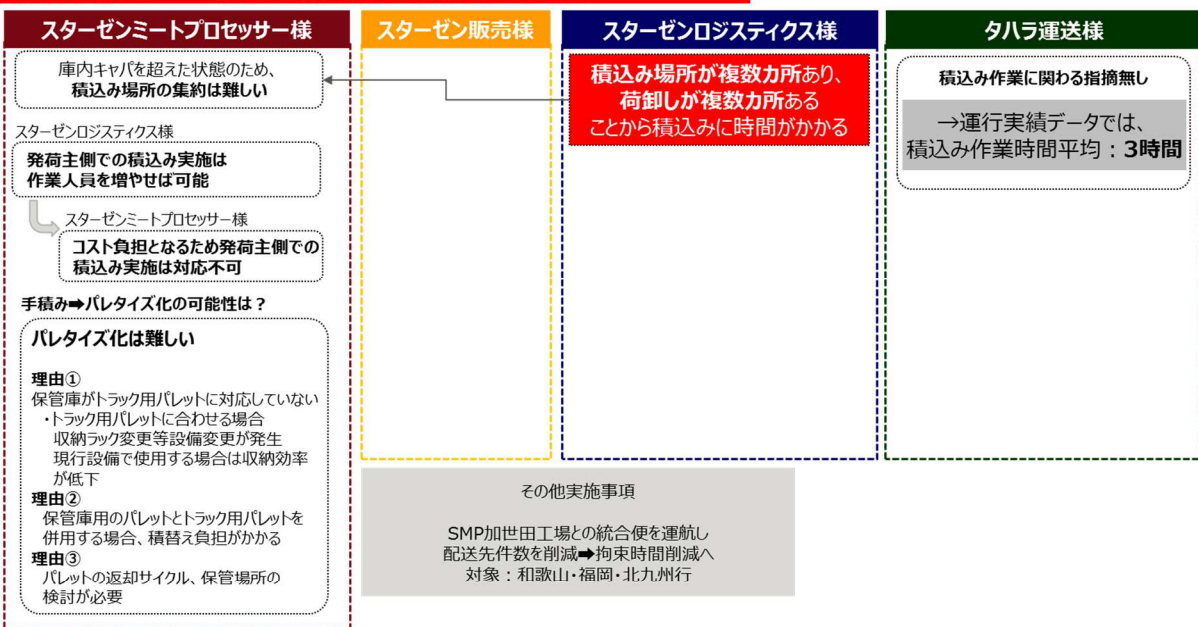 スターゼンミートプロセッサー様
庫内キャパを超えた状態のため、
積込み場所の集約は難しい
スターゼンロジスティクス様
発荷主側での積込み実施は
作業人員を増やせば可能
スターゼンミートプロセッサー様
コスト負担となるため発荷主側での
積込み実施は対応不可
手積み➡パレタイズ化の可能性は？
パレタイズ化は難しい
理由①
保管庫がトラック用パレットに対応していない
・トラック用パレットに合わせる場合
収納ラック変更等設備変更が発生
現行設備で使用する場合は収納効率
が低下
理由②
保管庫用のパレットとトラック用パレットを
併用する場合、積替え負担がかかる
理由③
パレットの返却サイクル、保管場所の
検討が必要
スターゼン販売様
スターゼンロジスティクス様
積込み場所が複数カ所あり、
荷卸しが複数カ所ある
ことから積込みに時間がかかる
タハラ運送様
積込み作業に関わる指摘無し
→運行実績データでは、
積込み作業時間平均：3時間
その他実施事項
SMP加世田工場との統合便を運航し
配送先件数を削減➡拘束時間削減へ
対象：和歌山・福岡・北九州行